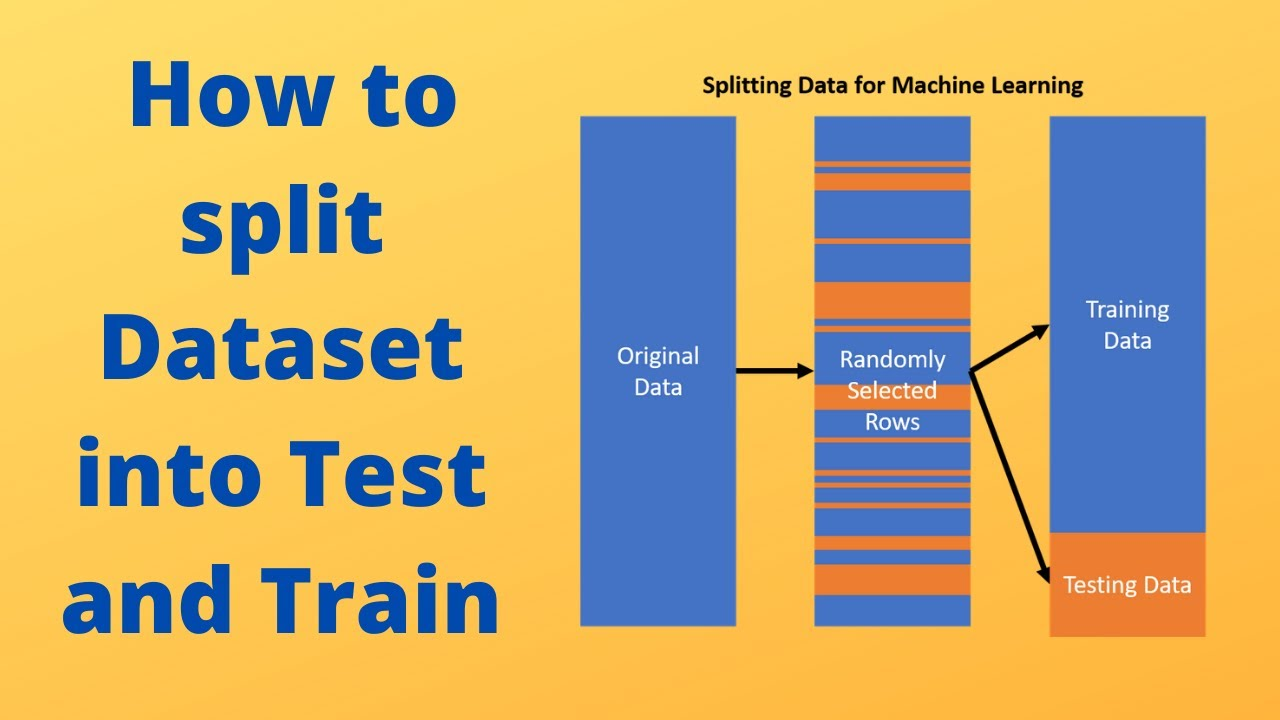 How to
split
Dataset
into Test
and Train
Splitting Data for Machine Learning
Original
Data
Randomly
Selected
Rows
Training
Data
Testing Data